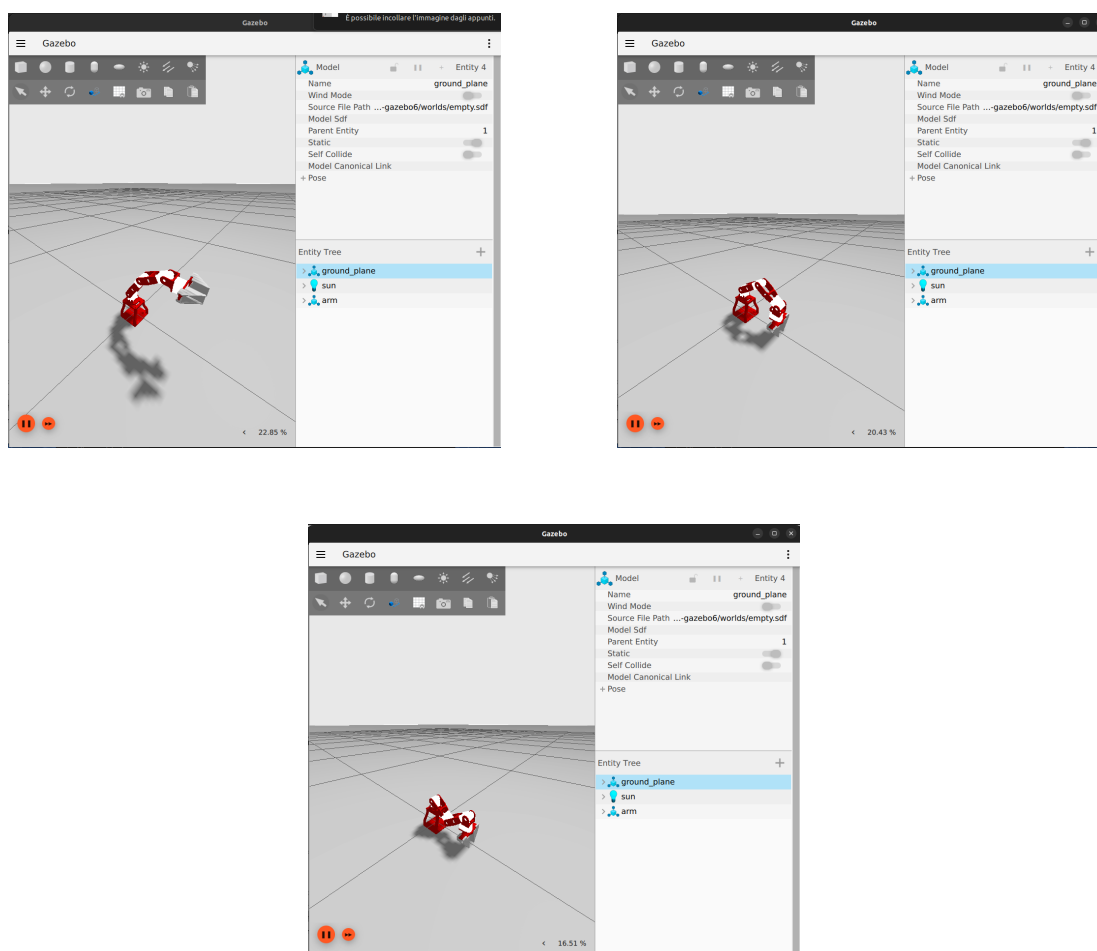 Gazebo
È possibile incollare l'immagine dagli appunti.
Gazebo
Model
Entity 4
Name ground_plane
Wind Mode
Source File Path ...-gazebo6/worlds/empty.sdf
Model Sdf
Parent Entity 1
Static
Self Collide
Model Canonical Link
+ Pose
Entity Tree +
> ground_plane
> sun
> arm
< 22.85 %
Gazebo
Gazebo
Model
Entity 4
Name ground_plane
Wind Mode
Source File Path ...-gazebo6/worlds/empty.sdf
Model Sdf
Parent Entity 1
Static
Self Collide
Model Canonical Link
+ Pose
Entity Tree +
> ground_plane
> sun
> arm
< 20.43 %
Gazebo
Gazebo
Model
Entity 4
Name ground_plane
Wind Mode
Source File Path ...-gazebo6/worlds/empty.sdf
Model Sdf
Parent Entity 1
Static
Self Collide
Model Canonical Link
+ Pose
Entity Tree +
> ground_plane
> sun
> arm
< 16.51 %